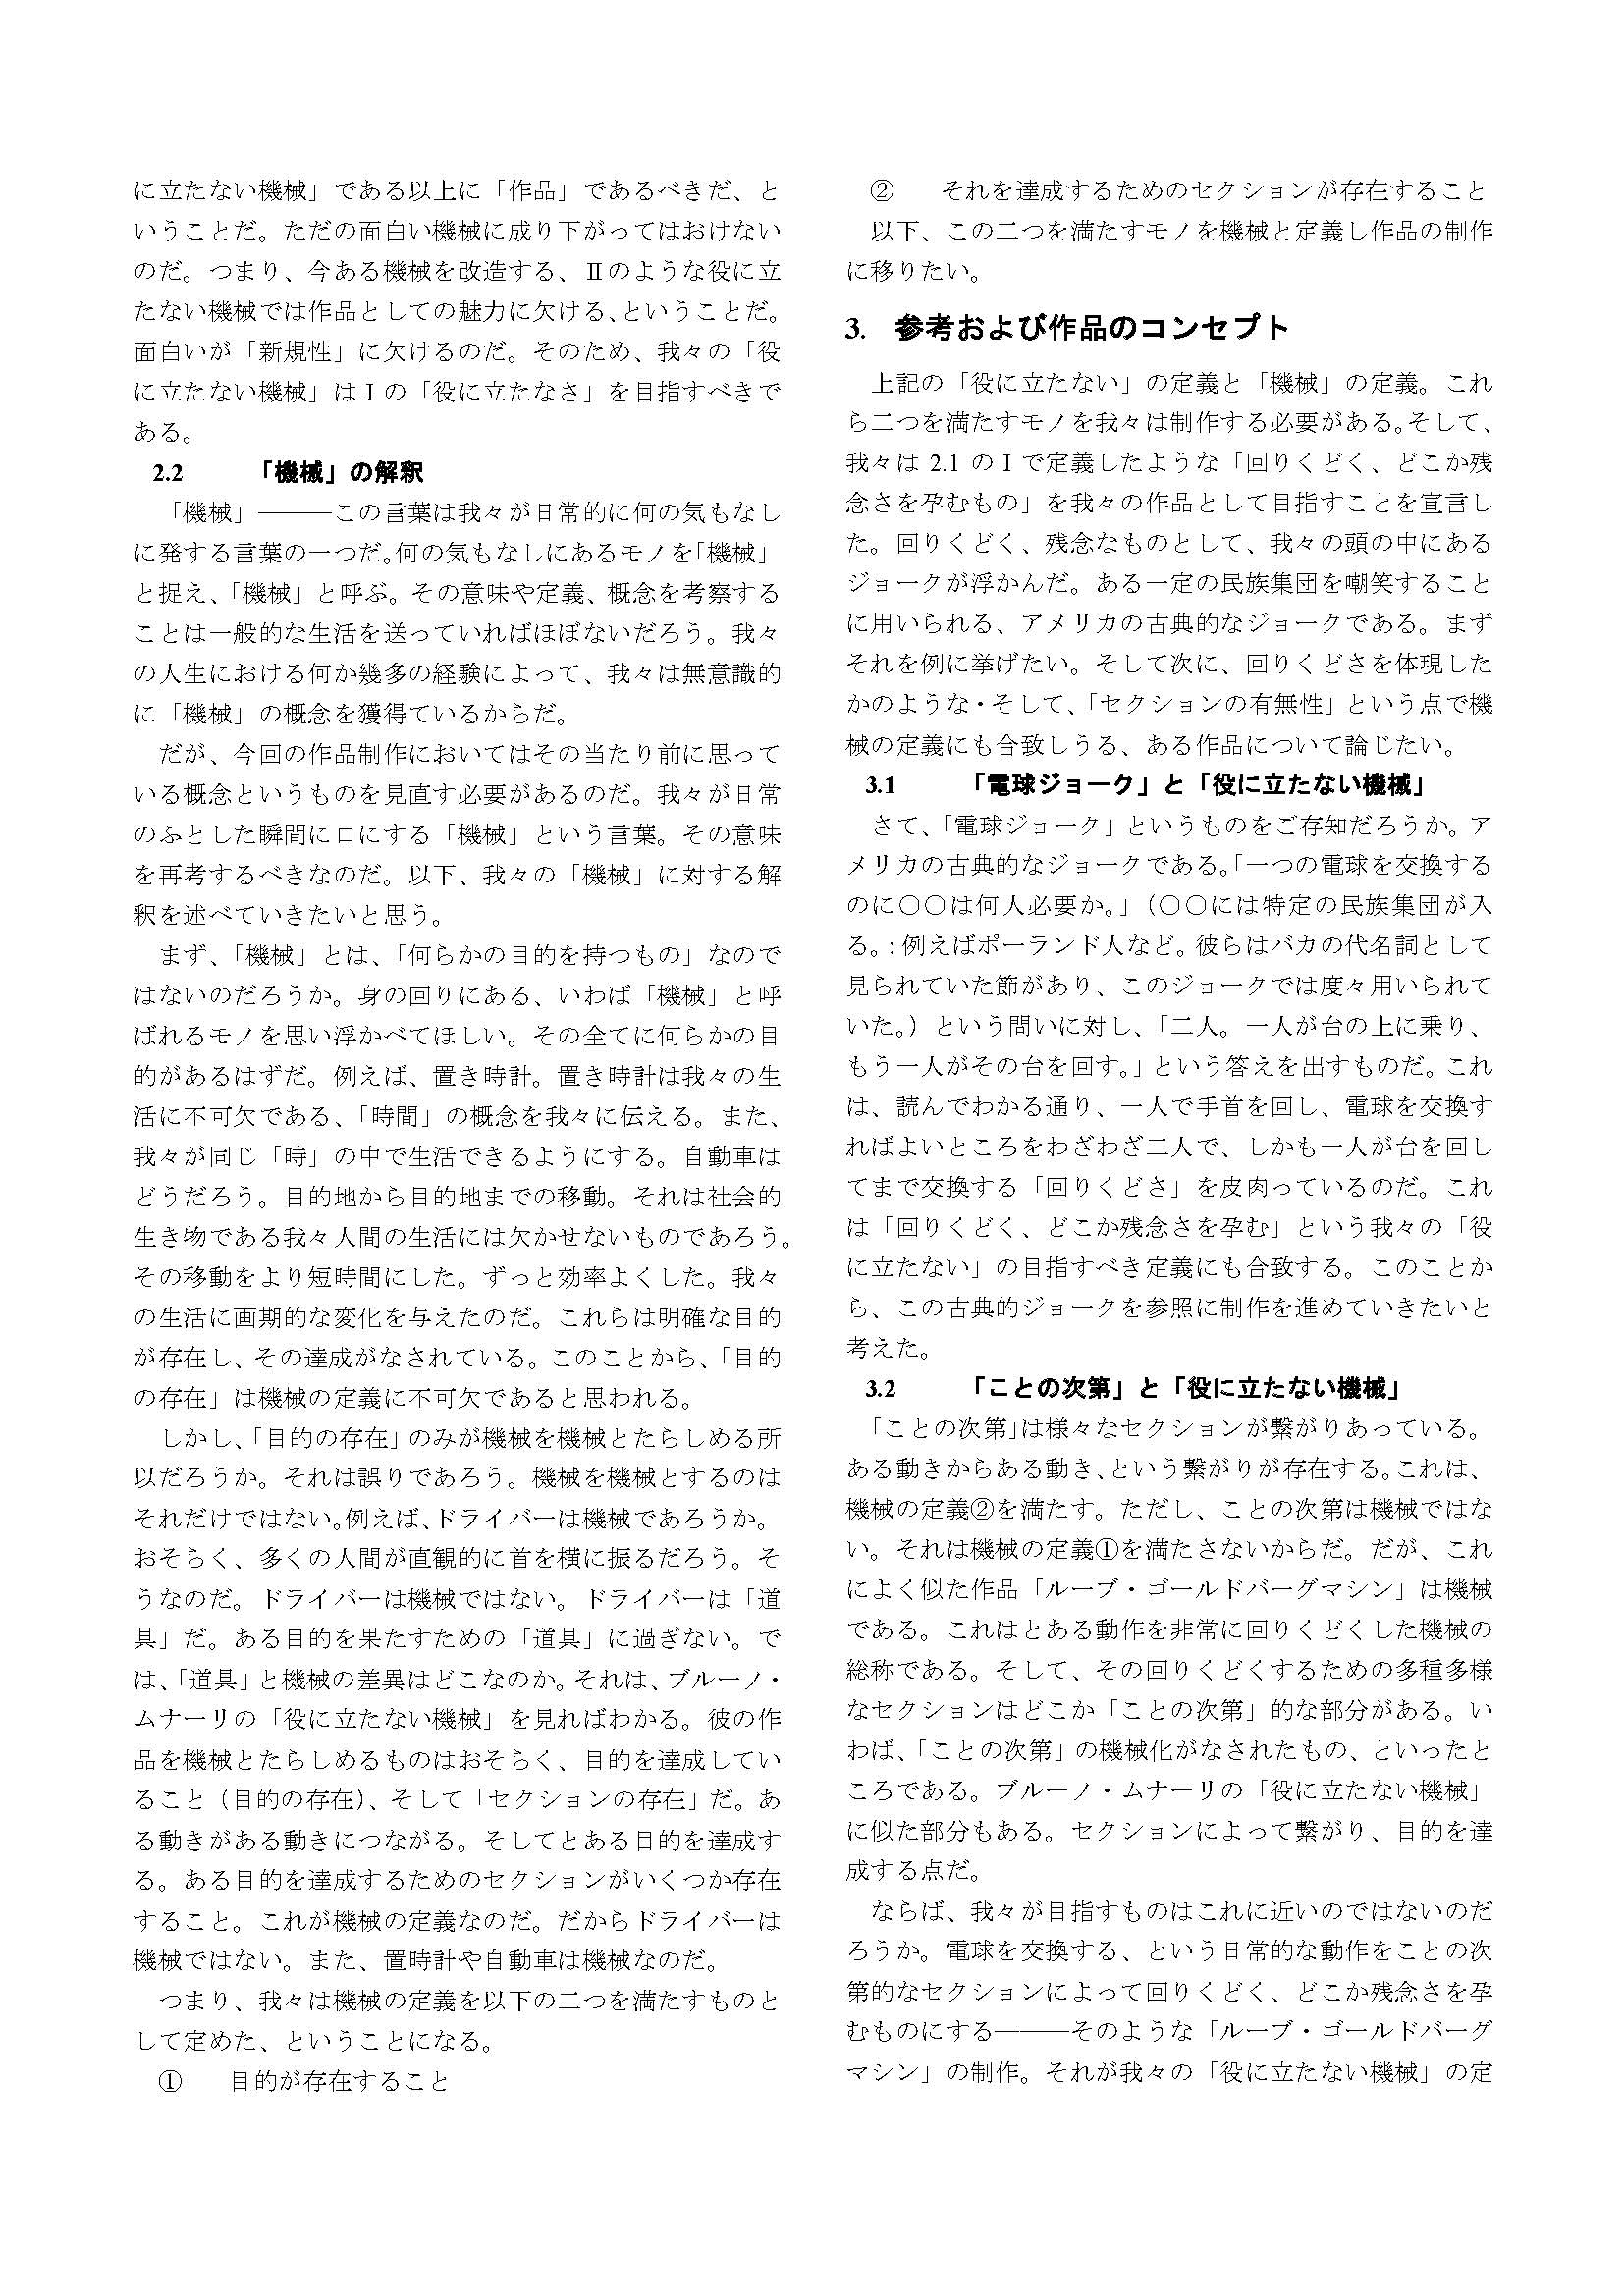 に立たない機械」である以上に「作品」であるべきだ、と
いうことだ。ただの面白い機械に成り下がってはおけない
のだ。つまり、今ある機械を改造する、Ⅱのような役に立
たない機械では作品としての魅力に欠ける、ということだ。
面白いが「新規性」に欠けるのだ。そのため、我々の「役
に立たない機械」はⅠの「役に立たなさ」を目指すべきで
ある。
2.2 「機械」の解釈
「機械」―――この言葉は我々が日常的に何の気もなし
に発する言葉の一つだ。何の気もなしにあるモノを「機械」
と捉え、「機械」と呼ぶ。その意味や定義、概念を考察する
ことは一般的な生活を送っていればほぼないだろう。我々
の人生における何か幾多の経験によって、我々は無意識的
に「機械」の概念を獲得ているからだ。
だが、今回の作品制作においてはその当たり前に思って
いる概念というものを見直す必要があるのだ。我々が日常
のふとした瞬間に口にする「機械」という言葉。その意味
を再考するべきなのだ。以下、我々の「機械」に対する解
釈を述べていきたいと思う。
まず、「機械」とは、「何らかの目的を持つもの」なので
はないのだろうか。身の回りにある、いわば「機械」と呼
ばれるモノを思い浮かべてほしい。その全てに何らかの目
的があるはずだ。例えば、置き時計。置き時計は我々の生
活に不可欠である、「時間」の概念を我々に伝える。また、
我々が同じ「時」の中で生活できるようにする。自動車は
どうだろう。目的地から目的地までの移動。それは社会的
生き物である我々人間の生活には欠かせないものであろう。
その移動をより短時間にした。ずっと効率よくした。我々
の生活に画期的な変化を与えたのだ。これらは明確な目的
が存在し、その達成がなされている。このことから、「目的
の存在」は機械の定義に不可欠であると思われる。
しかし、「目的の存在」のみが機械を機械とたらしめる所
以だろうか。それは誤りであろう。機械を機械とするのは
それだけではない。例えば、ドライバーは機械であろうか。
おそらく、多くの人間が直観的に首を横に振るだろう。そ
うなのだ。ドライバーは機械ではない。ドライバーは「道
具」だ。ある目的を果たすための「道具」に過ぎない。で
は、「道具」と機械の差異はどこなのか。それは、ブルーノ・
ムナーリの「役に立たない機械」を見ればわかる。彼の作
品を機械とたらしめるものはおそらく、目的を達成してい
ること（目的の存在）、そして「セクションの存在」だ。あ
る動きがある動きにつながる。そしてとある目的を達成す
る。ある目的を達成するためのセクションがいくつか存在
すること。これが機械の定義なのだ。だからドライバーは
機械ではない。また、置時計や自動車は機械なのだ。
つまり、我々は機械の定義を以下の二つを満たすものと
して定めた、ということになる。
① 目的が存在すること
② それを達成するためのセクションが存在すること
以下、この二つを満たすモノを機械と定義し作品の制作
に移りたい。
3. 参考および作品のコンセプト
上記の「役に立たない」の定義と「機械」の定義。これ
ら二つを満たすモノを我々は制作する必要がある。そして、
我々は 2.1 のⅠで定義したような「回りくどく、どこか残
念さを孕むもの」を我々の作品として目指すことを宣言し
た。回りくどく、残念なものとして、我々の頭の中にある
ジョークが浮かんだ。ある一定の民族集団を嘲笑すること
に用いられる、アメリカの古典的なジョークである。まず
それを例に挙げたい。そして次に、回りくどさを体現した
かのような・そして、「セクションの有無性」という点で機
械の定義にも合致しうる、ある作品について論じたい。
3.1 「電球ジョーク」と「役に立たない機械」
さて、「電球ジョーク」というものをご存知だろうか。ア
メリカの古典的なジョークである。「一つの電球を交換する
のに〇〇は何人必要か。」（〇〇には特定の民族集団が入
る。：例えばポーランド人など。彼らはバカの代名詞として
見られていた節があり、このジョークでは度々用いられて
いた。）という問いに対し、「二人。一人が台の上に乗り、
もう一人がその台を回す。」という答えを出すものだ。これ
は、読んでわかる通り、一人で手首を回し、電球を交換す
ればよいところをわざわざ二人で、しかも一人が台を回し
てまで交換する「回りくどさ」を皮肉っているのだ。これ
は「回りくどく、どこか残念さを孕む」という我々の「役
に立たない」の目指すべき定義にも合致する。このことか
ら、この古典的ジョークを参照に制作を進めていきたいと
考えた。
3.2 「ことの次第」と「役に立たない機械」
「ことの次第」は様々なセクションが繋がりあっている。
ある動きからある動き、という繋がりが存在する。これは、
機械の定義②を満たす。ただし、ことの次第は機械ではな
い。それは機械の定義①を満たさないからだ。だが、これ
によく似た作品「ルーブ・ゴールドバーグマシン」は機械
である。これはとある動作を非常に回りくどくした機械の
総称である。そして、その回りくどくするための多種多様
なセクションはどこか「ことの次第」的な部分がある。い
わば、「ことの次第」の機械化がなされたもの、といったと
ころである。ブルーノ・ムナーリの「役に立たない機械」
に似た部分もある。セクションによって繋がり、目的を達
成する点だ。
ならば、我々が目指すものはこれに近いのではないのだ
ろうか。電球を交換する、という日常的な動作をことの次
第的なセクションによって回りくどく、どこか残念さを孕
むものにする―――そのような「ルーブ・ゴールドバーグ
マシン」の制作。それが我々の「役に立たない機械」の定